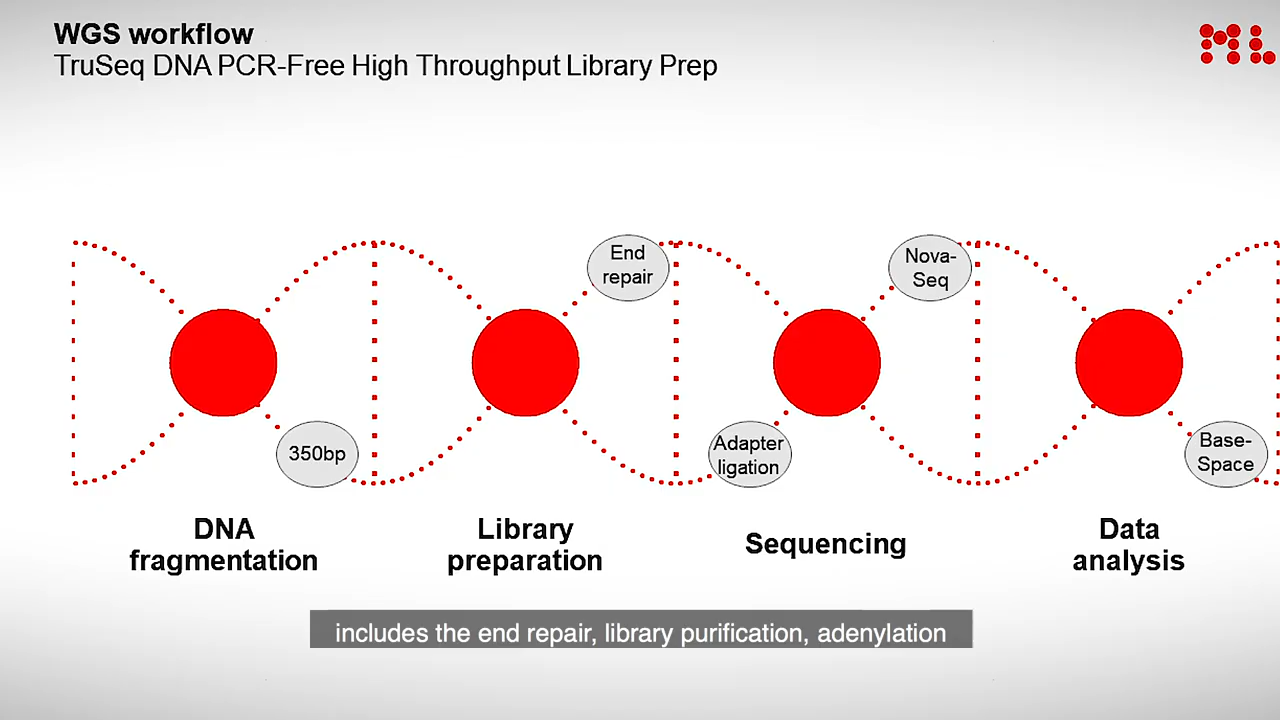 WGS workflow
TruSeq DNA PCR-Free High Throughput Library Prep
ML
End
repair
Nova-
Seq
350bp
Adapter
ligation
Base-
Space
DNA
fragmentation
Library
preparation
Sequencing
Data
analysis
includes the end repair, library purification, adenylation